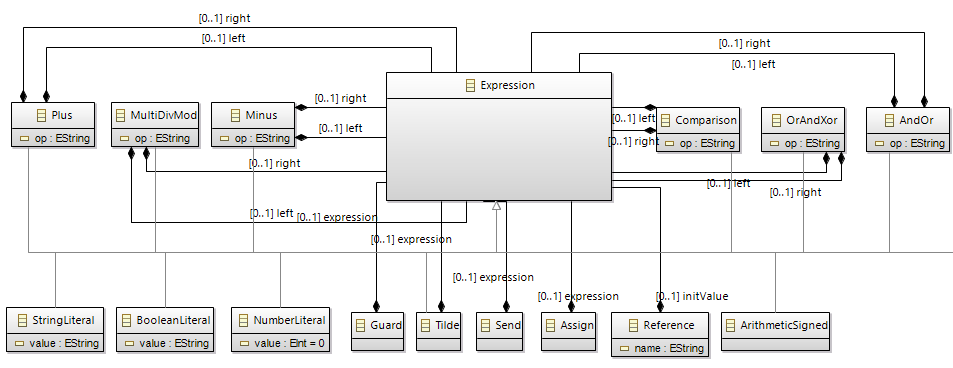 [0..1] right
[0..1] left
[0..1] right
[0..1] left
Expression
Plus
op : EString
MultiDivMod
op : EString
Minus
op : EString
[0..1] right
[0..1] left
[0..1] left
[0..1] right
Comparison
op : EString
OrAndXor
op : EString
AndOr
op : EString
[0..1] right
[0..1] left
[0..1] left
[0..1] right
[0..1] expression
[0..1] expression
[0..1] expression
[0..1] expression
[0..1] initValue
StringLiteral
value : EString
BooleanLiteral
value : EString
NumberLiteral
value : EInt = 0
Guard
Tilde
Send
Assign
Reference
name : EString
ArithmeticSigned